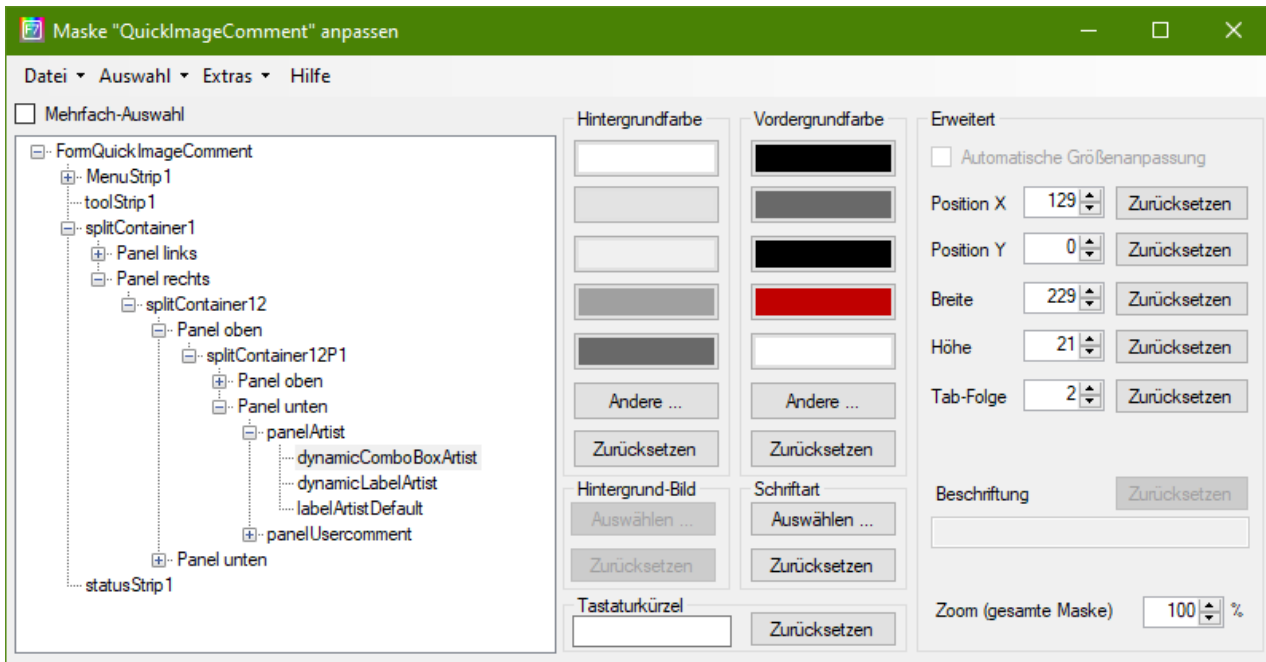 Maske "QuickImageComment" anpassen
Datei Auswahl Extras Hilfe
Mehrfach-Auswahl
FormQuickImageComment
MenuStrip1
toolStrip1
splitContainer1
Panel links
Panel rechts
splitContainer12
Panel oben
splitContainer12P1
Panel oben
Panel unten
panelArtist
dynamicComboBoxArtist
dynamicLabelArtist
labelArtistDefault
panelUsercomment
Panel unten
statusStrip1
Hintergrundfarbe
Andere ...
Zurücksetzen
Vordergrundfarbe
Andere ...
Zurücksetzen
Hintergrund-Bild
Auswählen ...
Zurücksetzen
Schriftart
Auswählen ...
Zurücksetzen
Tastaturkürzel
Zurücksetzen
Erweitert
Automatische Größenanpassung
Position X 129 Zurücksetzen
Position Y 0 Zurücksetzen
Breite 229 Zurücksetzen
Höhe 21 Zurücksetzen
Tab-Folge 2 Zurücksetzen
Beschriftung Zurücksetzen
Zoom (gesamte Maske) 100 %